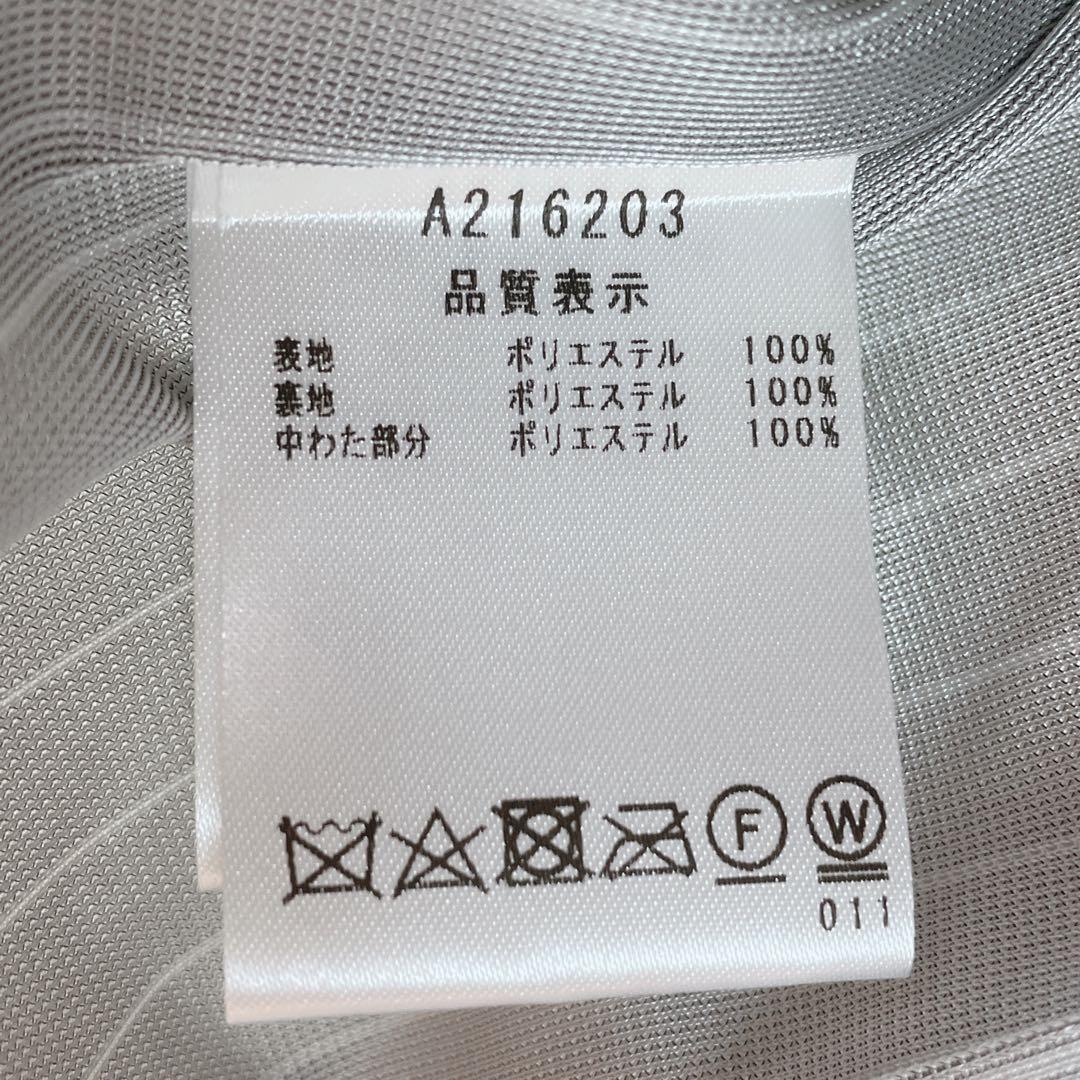 A216203
品質表示
表地 ポリエステル 100%
裏地 ポリエステル 100%
中わた部分 ポリエステル 100%
F W
011